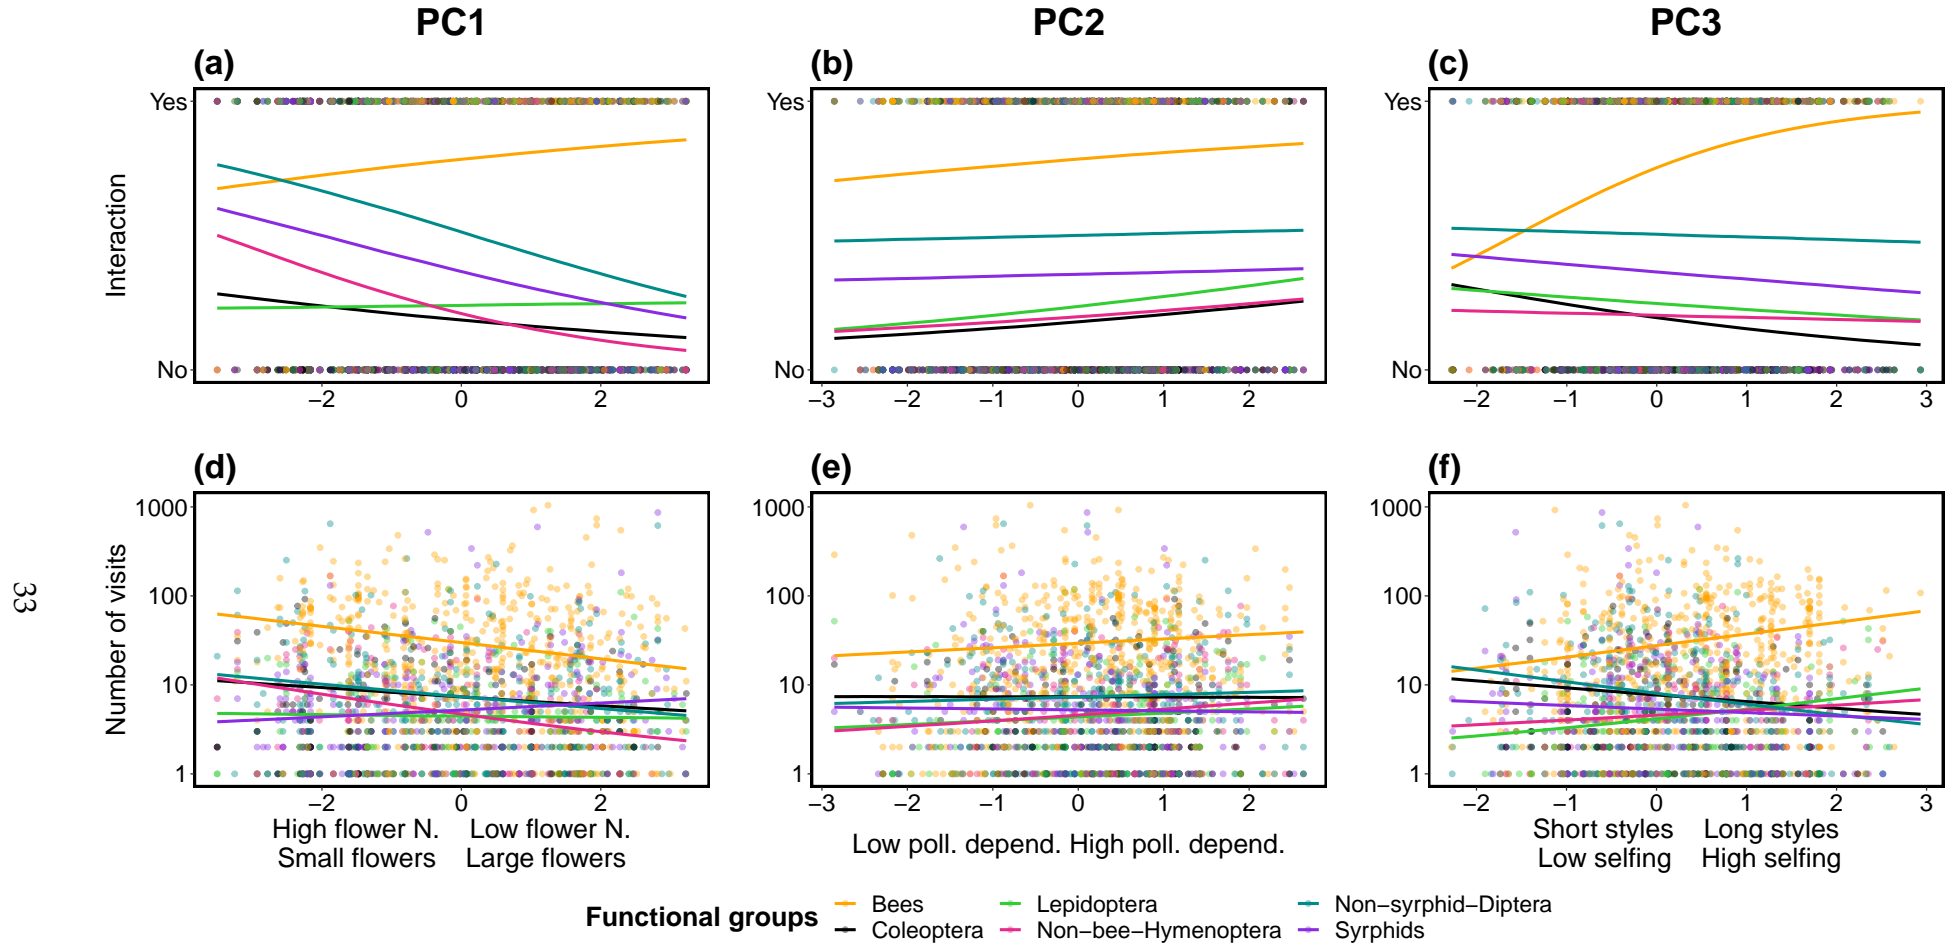 PC1 PC2 PC3
(a) (b) (c)
Yes Yes Yes
Interaction
No No No
−2 0 2 −3 −2 −1 0 1 2 −2 −1 0 1 2 3
(d) (e) (f)
1000 1000 1000
100 100 100
Number of visits
10 10 10
1 1 1
−2 0 2 −3 −2 −1 0 1 2 −2 −1 0 1 2 3
High flower N. Low flower N. Short styles Long styles
Low poll. depend. High poll. depend.
Small flowers Large flowers Low selfing High selfing
Functional groups
Bees Lepidoptera Non−syrphid−Diptera
Coleoptera Non−bee−Hymenoptera Syrphids
33